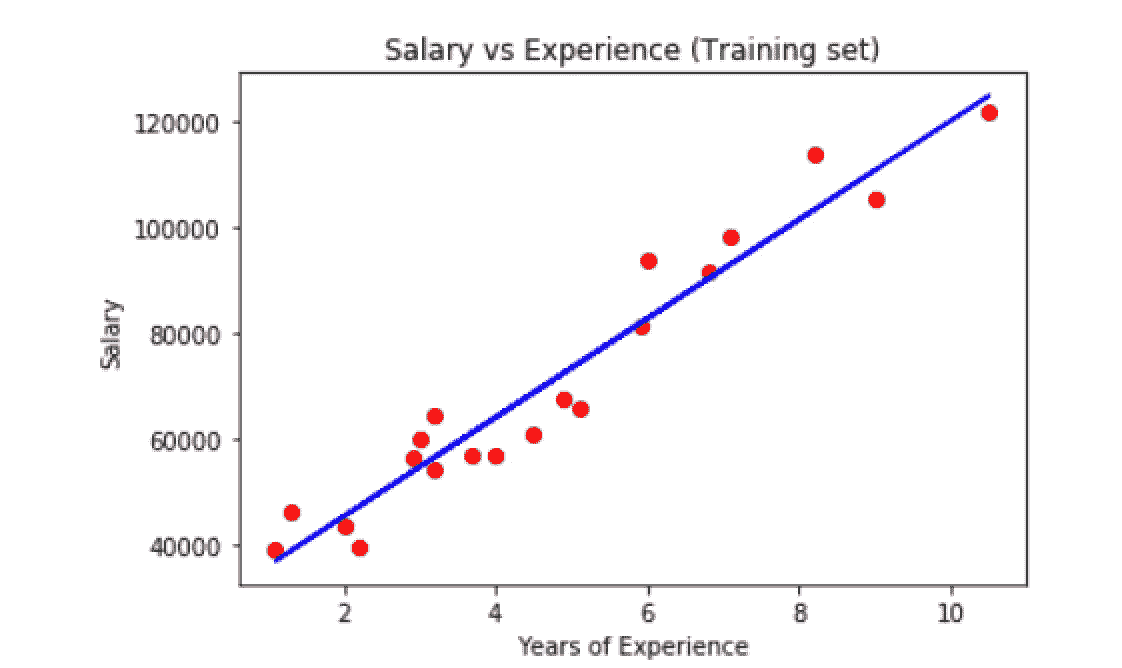 Salary vs Experience (Training set)
120000
100000
80000
60000
40000
Salary
2 4 6 8 10
Years of Experience